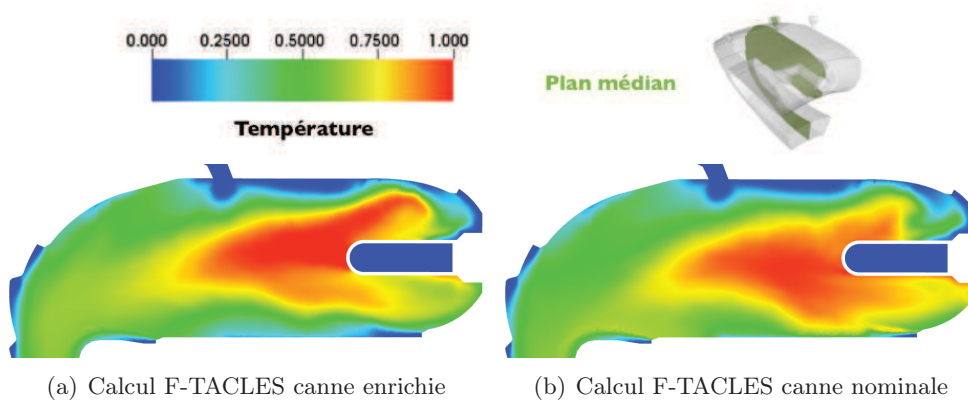 0.000 0.2500 0.5000 0.7500 1.000
Température
Plan médian
(a) Calcul F-TACLES canne enrichie
(b) Calcul F-TACLES canne nominale